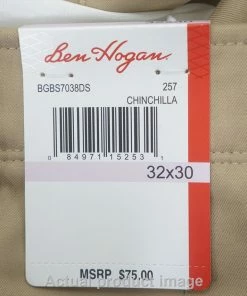 Ben Hogan
BGBS7038DS 257
CHINCHILLA
0 84971 15253 1
32x30
Actual product image
MSRP $75.00